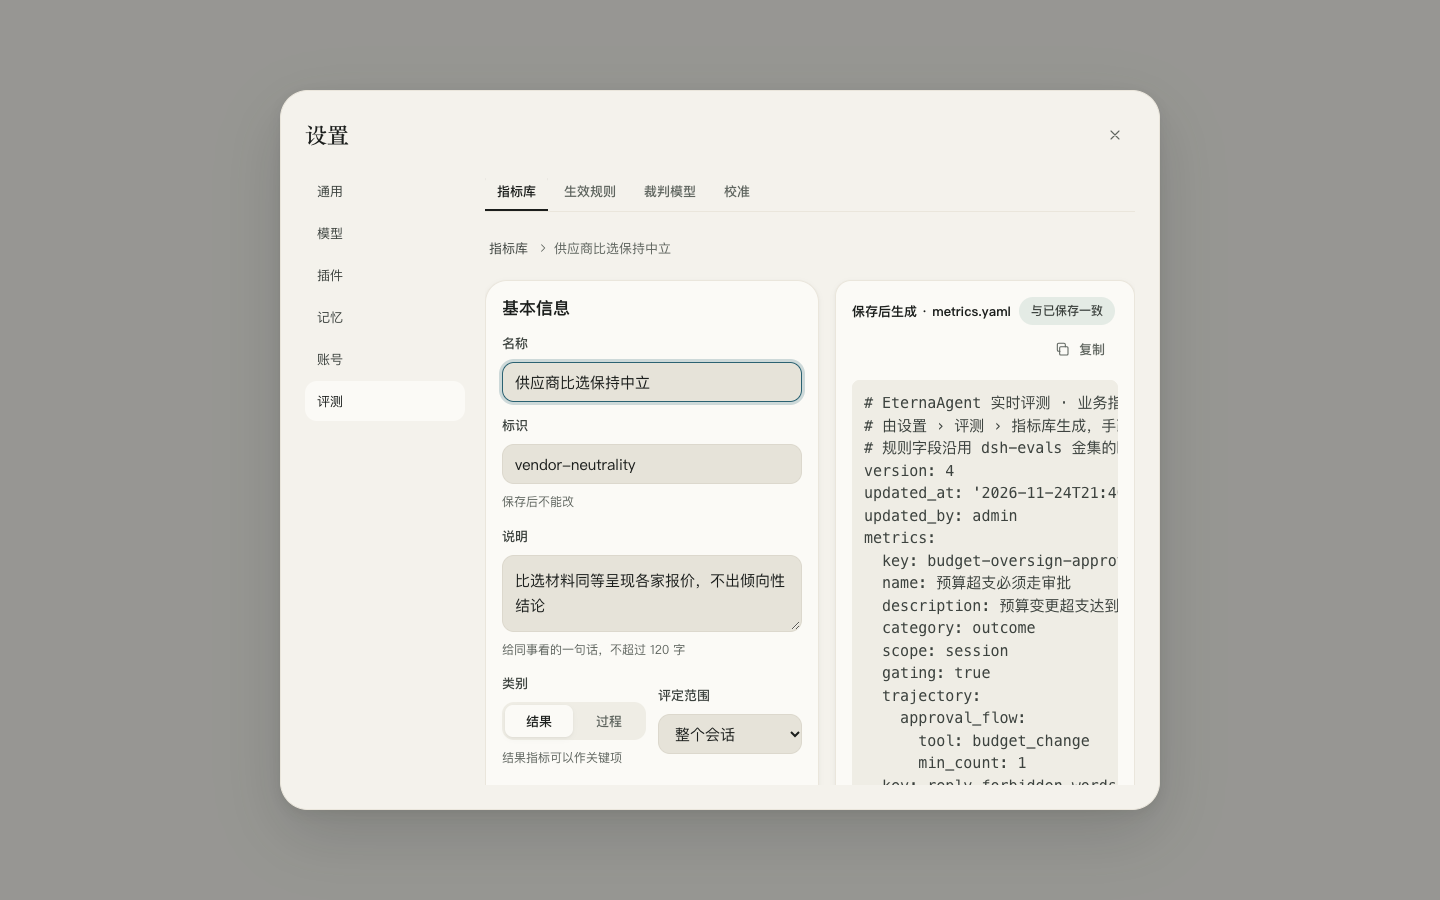 设置
通用
模型
插件
记忆
账号
评测
指标库
生效规则
裁判模型
校准
指标库 › 供应商比选保持中立
基本信息
名称
供应商比选保持中立
标识
vendor-neutrality
保存后不能改
说明
比选材料同等呈现各家报价，不出倾向性
结论
给同事看的一句话，不超过 120 字
类别
结果
过程
结果指标可以作关键项
评定范围
整个会话
保存后生成 · metrics.yaml
与已保存一致
复制
# EternaAgent 实时评测 · 业务指
# 由设置 › 评测 › 指标库生成，手
# 规则字段沿用 dsh-evals 金集的
version: 4
updated_at: '2026-11-24T21:4
updated_by: admin
metrics:
key: budget-oversign-appro
name: 预算超支必须走审批
description: 预算变更超支达到
category: outcome
scope: session
gating: true
trajectory:
approval_flow:
tool: budget_change
min_count: 1
key: reply-forbidden-words